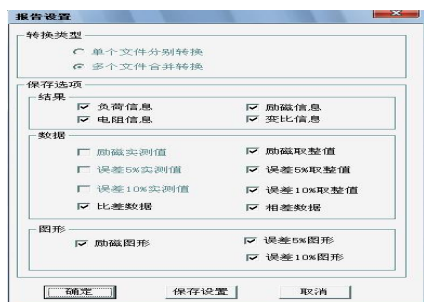 报告设置
转换类型
单个文件分别转换
多个文件合并转换
保存选项
结果
负荷信息 励磁信息
电阻信息 变比信息
数据
励磁实测值 励磁取整值
误差5%实测值 误差5%取整值
误差10%实测值 误差10%取整值
比差数据 相差数据
图形
励磁图形 误差5%图形
误差10%图形
确定 保存设置 取消